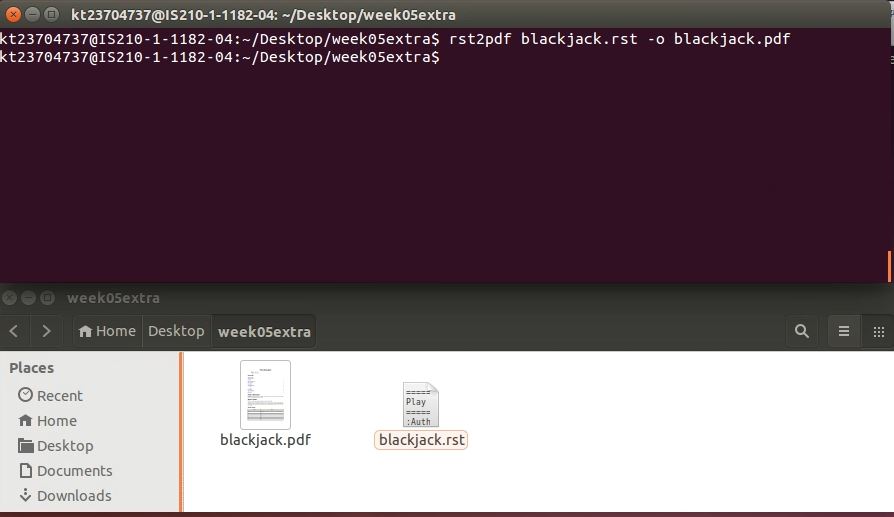 kt23704737@IS210-1-1182-04: ~/Desktop/week05extra
kt23704737@IS210-1-1182-04:~/Desktop/week05extra$ rst2pdf blackjack.rst -o blackjack.pdf
kt23704737@IS210-1-1182-04:~/Desktop/week05extra$
week05extra
Home Desktop week05extra
Places
Recent
Home
Desktop
Documents
Downloads
=====
Play
=====
:Auth
blackjack.pdf
blackjack.rst